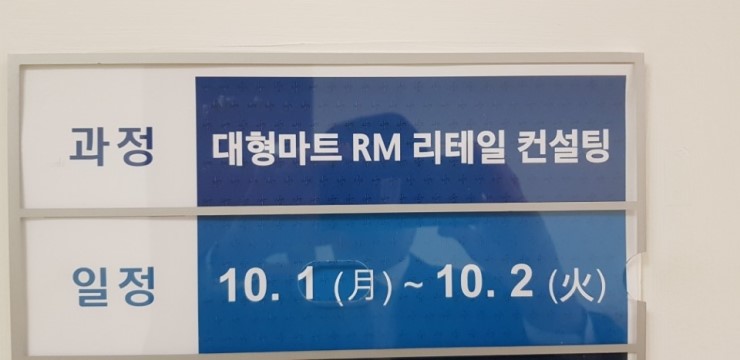 과정 대형마트 RM 리테일 컨설팅
일정 10. 1 (月) ~ 10. 2 (火)